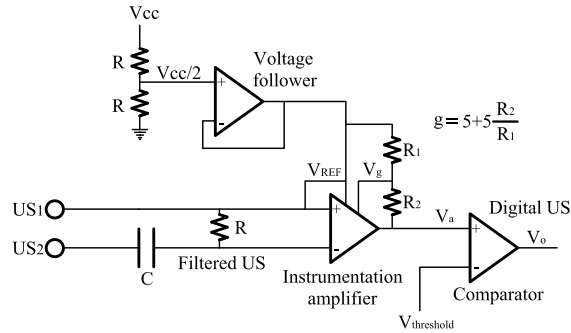 Vcc
R
Vcc/2
R
+
-
Voltage
follower
g = 5+5 R2/R1
VREF
Vg
R1
R2
US1
US2
C
R
Filtered US
+
-
Instrumentation
amplifier
Va
+
-
Digital US
Vo
Comparator
Vthreshold